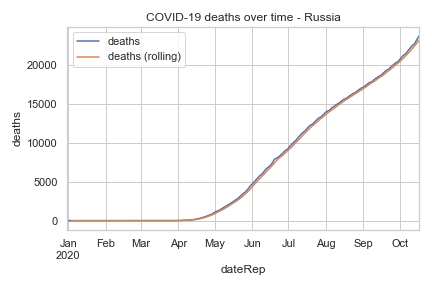 COVID-19 deaths over time - Russia
deaths
deaths (rolling)
20000
15000
10000
5000
0
deaths
Jan Feb Mar Apr May Jun Jul Aug Sep Oct
2020
dateRep